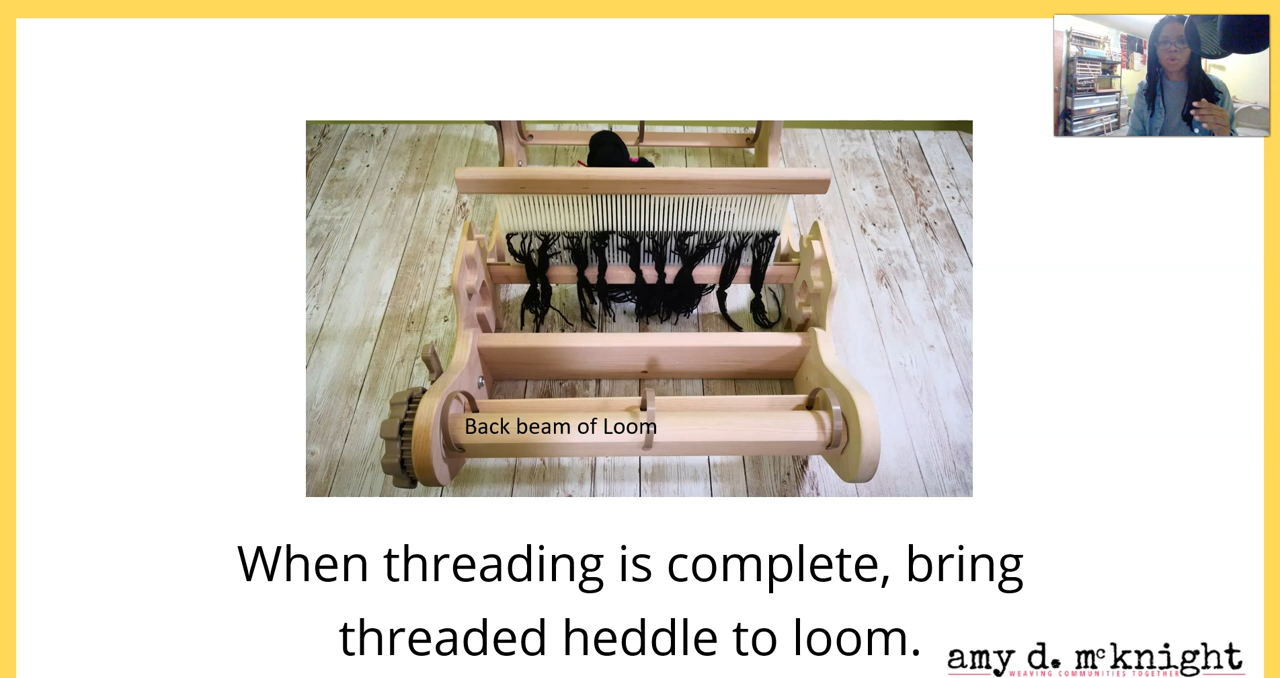 Back beam of Loom
When threading is complete, bring
threaded heddle to loom.
amy d. mcknight
WEAVING COMMUNITIES TOGETHER